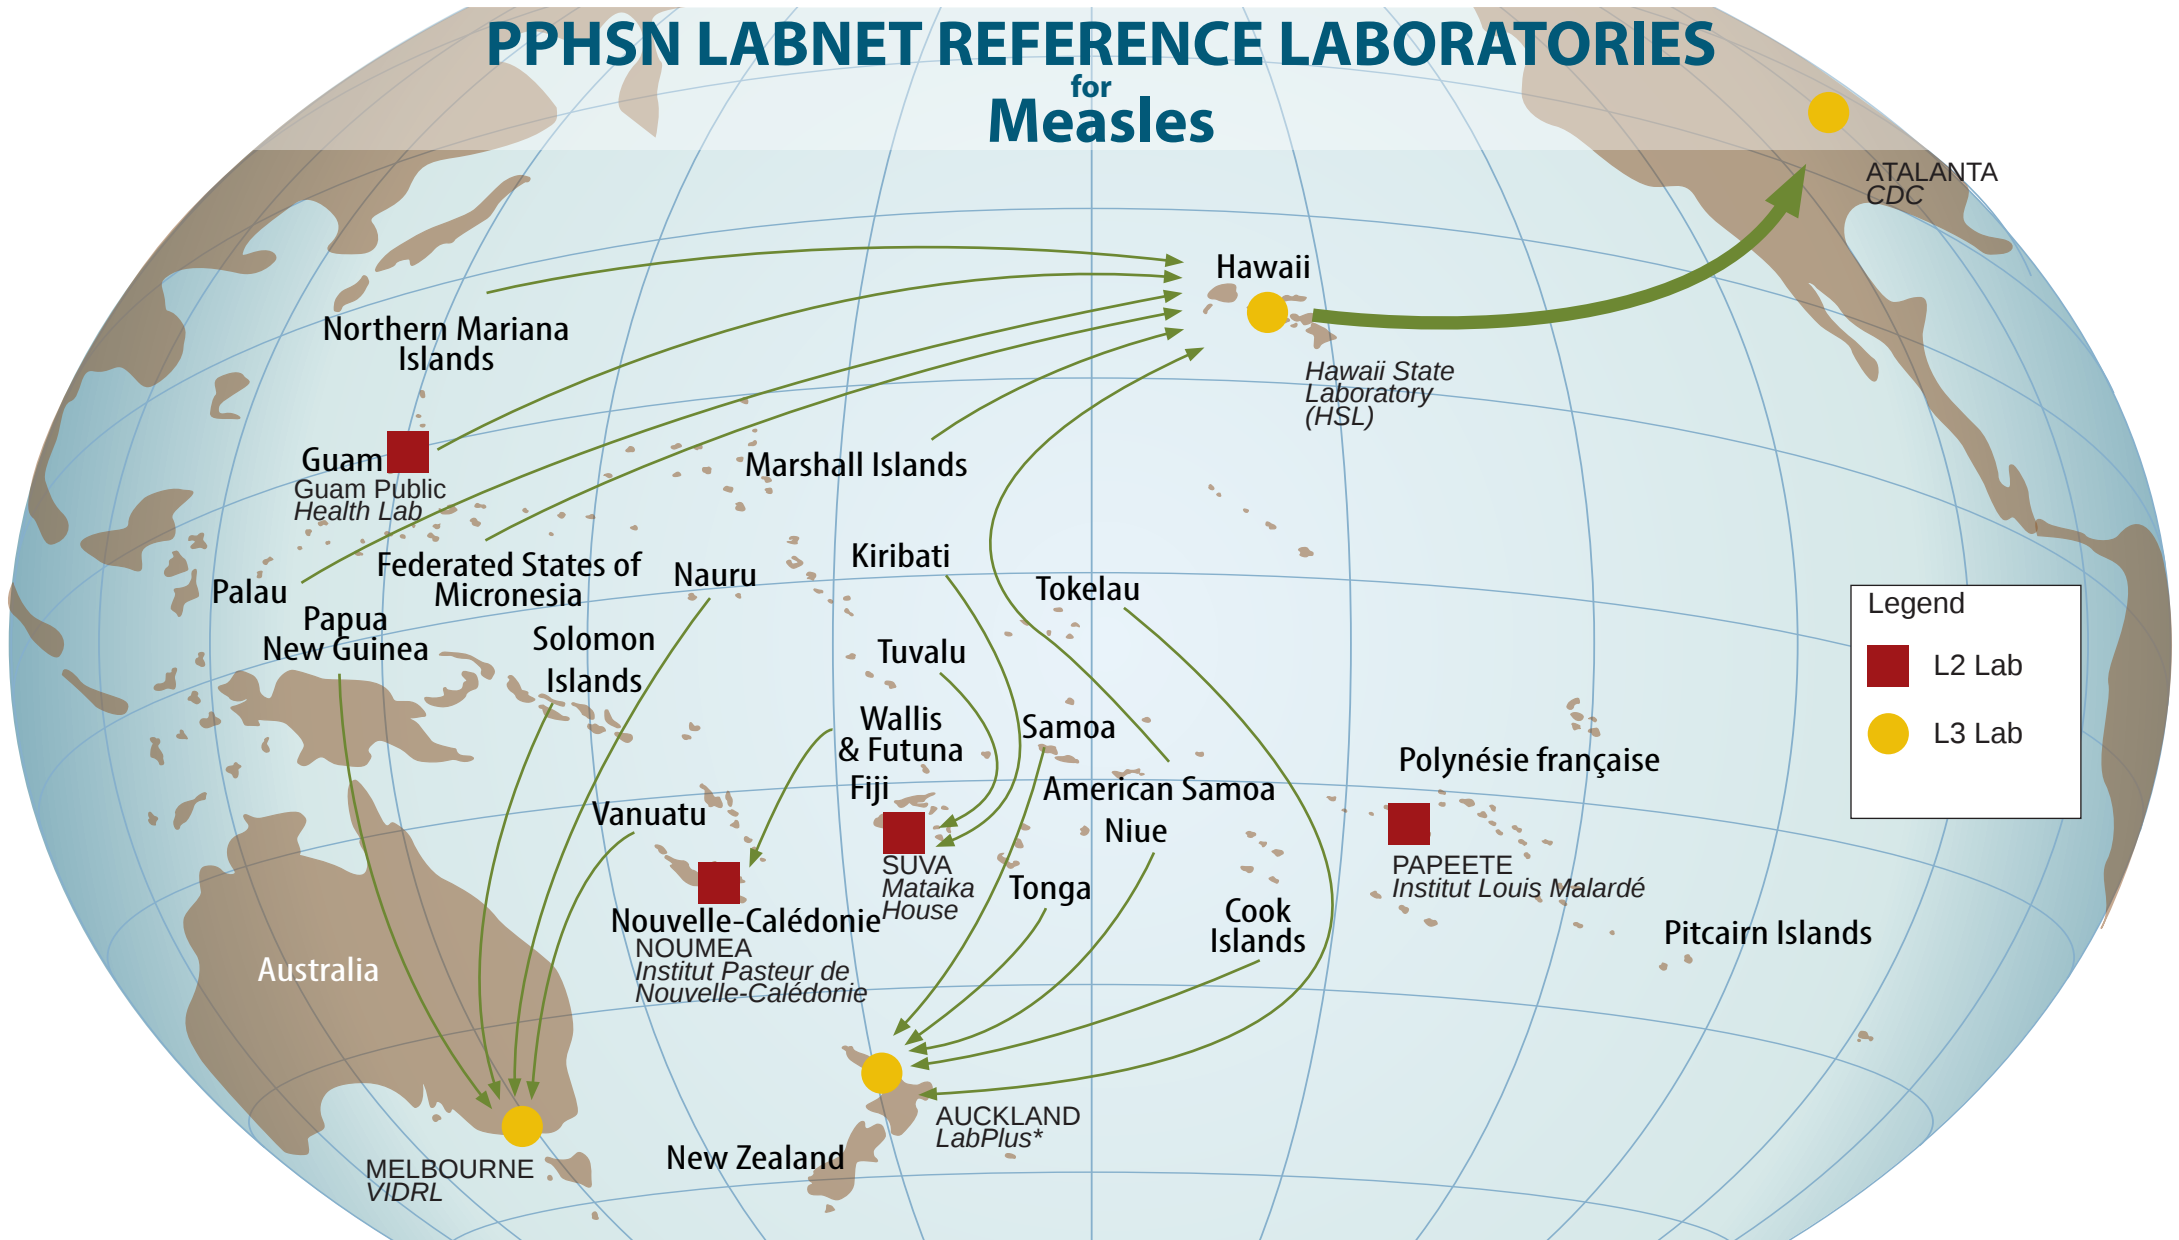 PPHSN LABNET REFERENCE LABORATORIES
for
Measles
ATALANTA
CDC
Hawaii
Hawaii State
Laboratory
(HSL)
Northern Mariana
Islands
Guam
Guam Public
Health Lab
Marshall Islands
Palau
Federated States of
Micronesia
Nauru
Kiribati
Tokelau
Papua
New Guinea
Solomon
Islands
Tuvalu
Wallis
& Futuna
Samoa
Fiji
American Samoa
Niue
Polynésie française
Vanuatu
SUVA
Mataika
House
PAPEETE
Institut Louis Malardé
Tonga
Cook
Islands
Pitcairn Islands
Nouvelle-Calédonie
NOUMEA
Institut Pasteur de
Nouvelle-Calédonie
Australia
AUCKLAND
LabPlus*
New Zealand
MELBOURNE
VIDRL
Legend
L2 Lab
L3 Lab